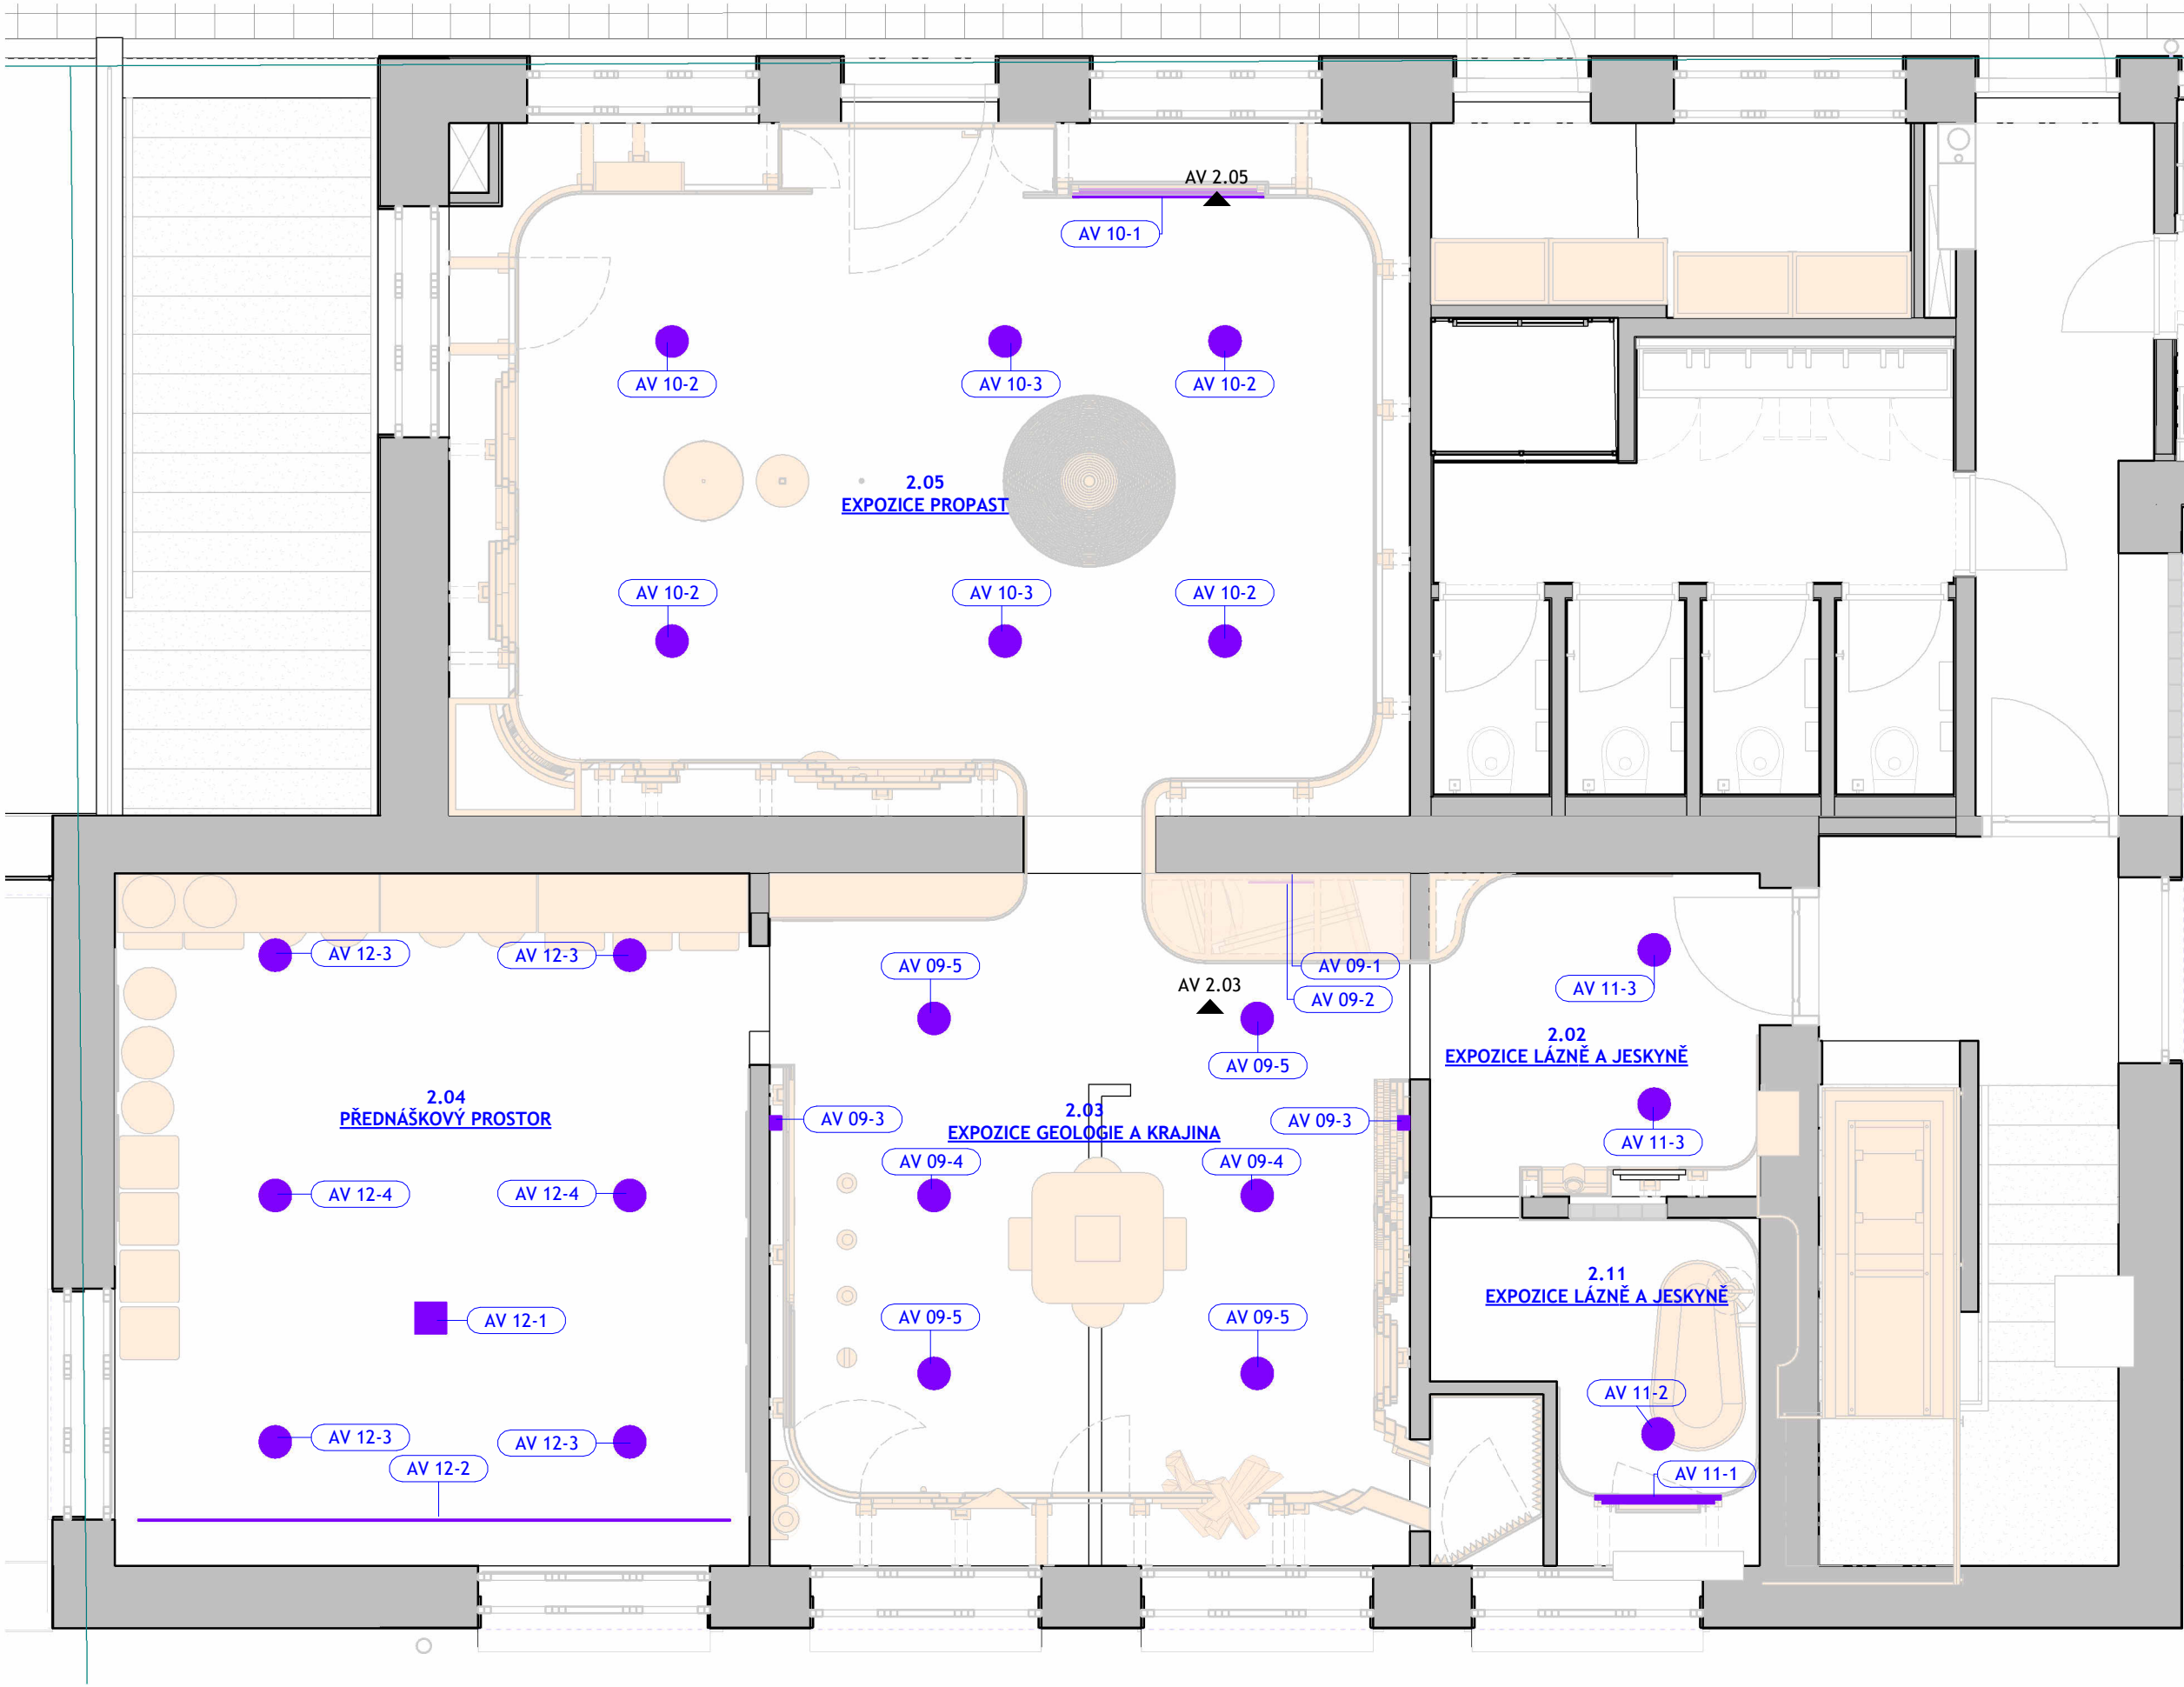 AV 2.05
AV 10-1
AV 10-2
AV 10-3
AV 10-2
2.05
EXPOZICE PROPAST
AV 10-2
AV 10-3
AV 10-2
AV 12-3
AV 12-3
AV 09-5
AV 09-1
AV 2.03
AV 09-2
AV 11-3
2.02
EXPOZICE LÁZNĚ A JESKYNĚ
AV 09-5
2.04
PŘEDNÁŠKOVÝ PROSTOR
AV 09-3
2.03
EXPOZICE GEOLOGIE A KRAJINA
AV 09-3
AV 11-3
AV 09-4
AV 09-4
AV 12-4
AV 12-4
2.11
EXPOZICE LÁZNĚ A JESKYNĚ
AV 12-1
AV 09-5
AV 09-5
AV 11-2
AV 12-3
AV 12-3
AV 12-2
AV 11-1